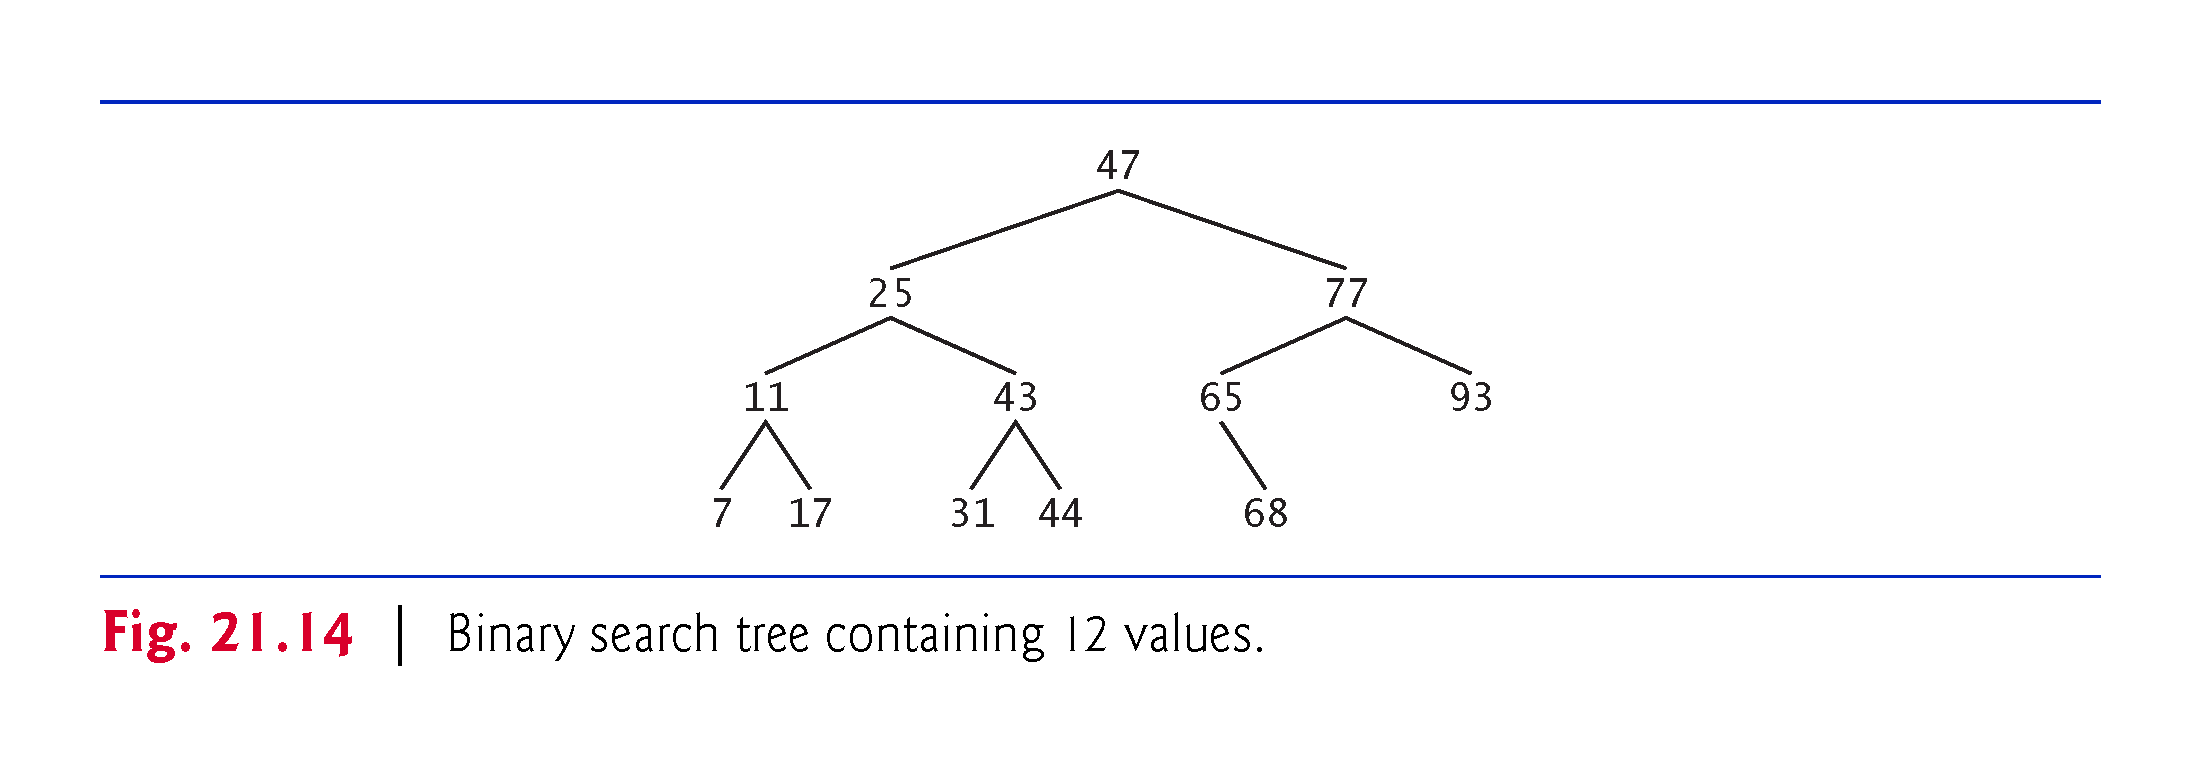 47
25 77
11 43 65 93
7 17 31 44 68
Fig. 21.14 | Binary search tree containing 12 values.